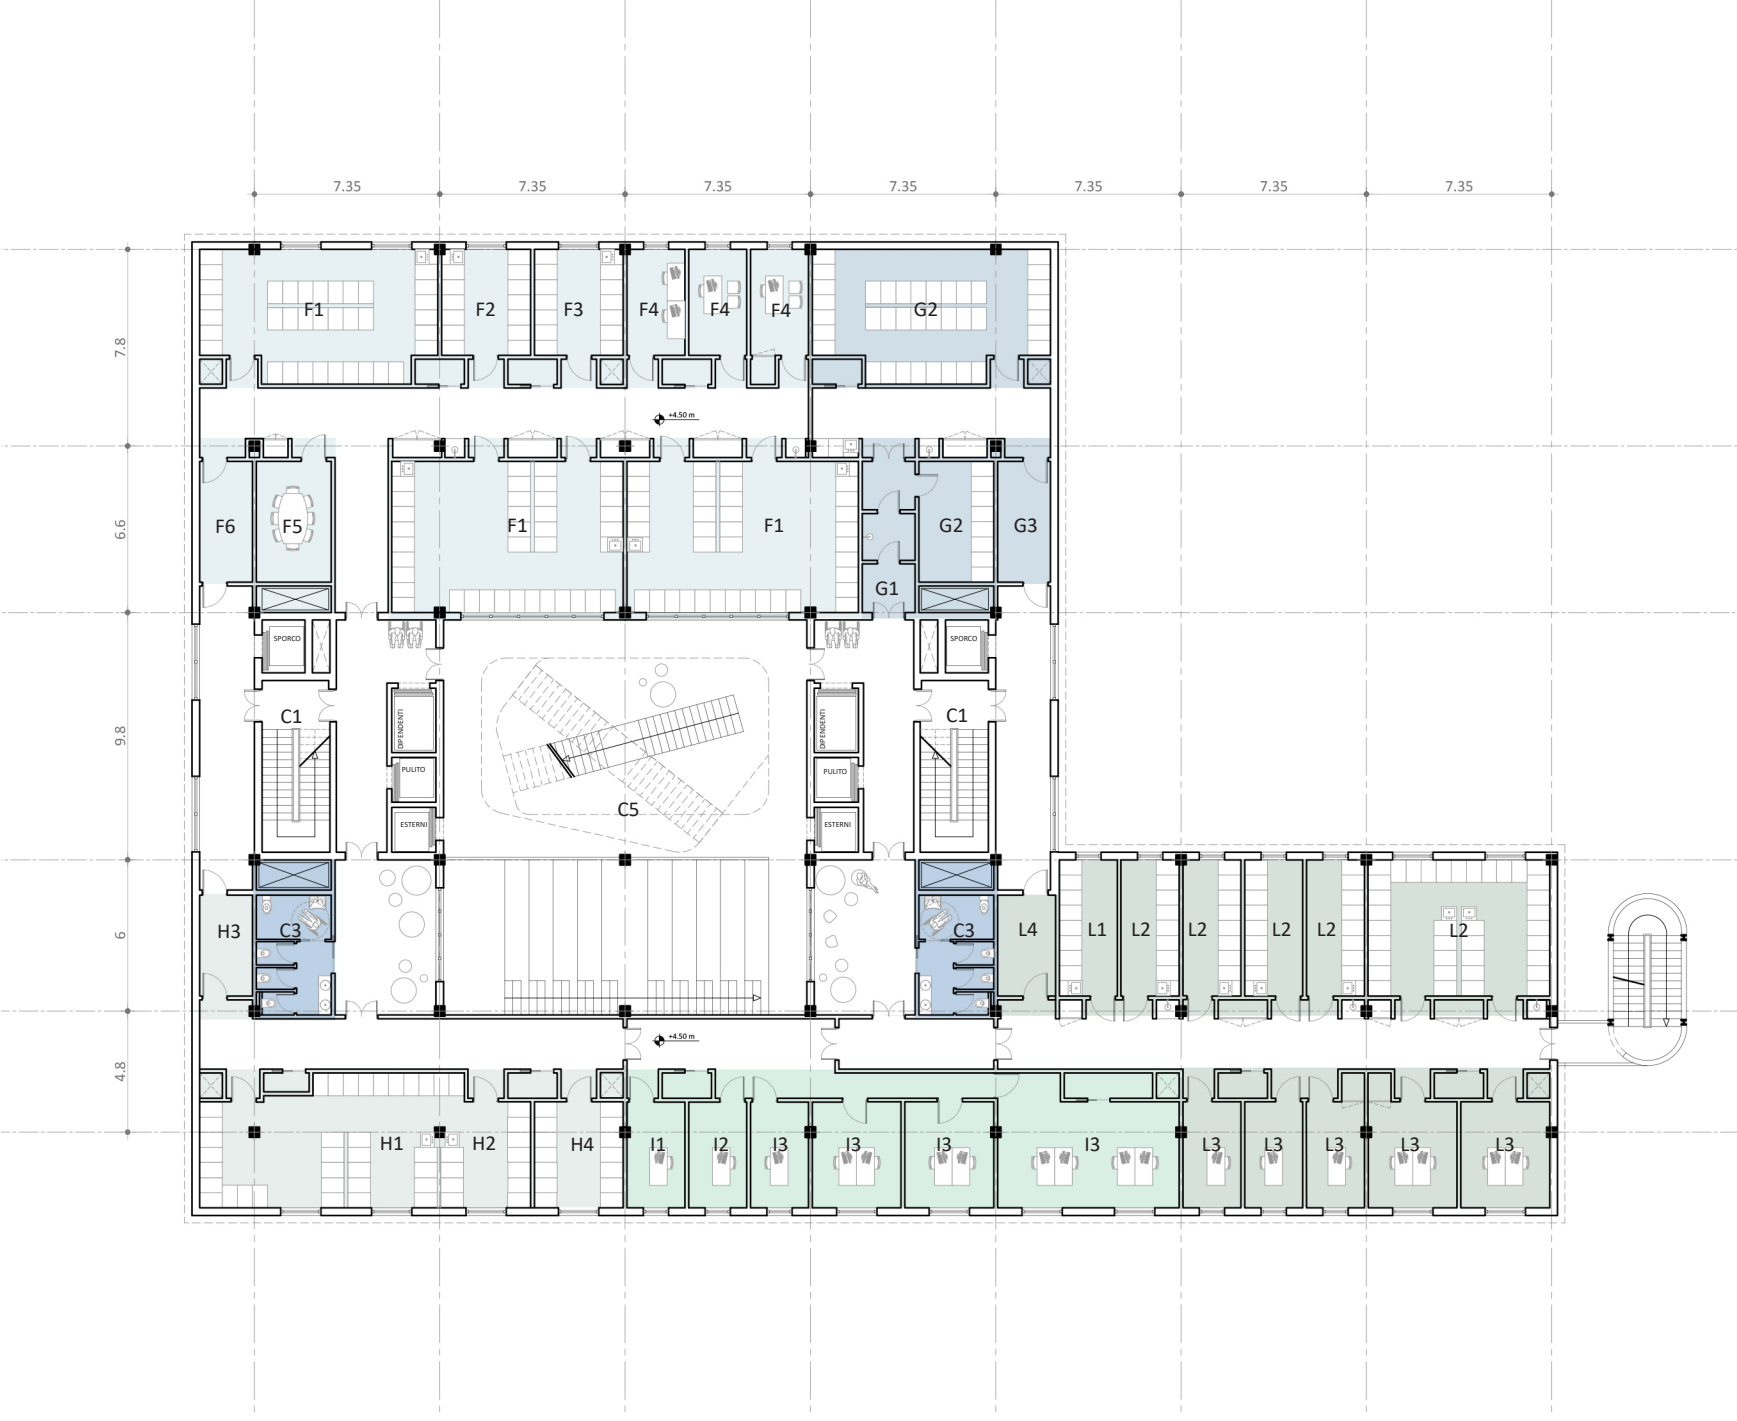 7.35 7.35 7.35 7.35 7.35 7.35 7.35
7.8
F1 F2 F3 F4 F4 F4 G2
+4.50 m
6.6
F6 F5 F1 F1 G2 G3
G1
SPORCO SPORCO
9.8
C1 DIPENDENTI DIPENDENTI C1
PULITO PULITO
C5
ESTERNI ESTERNI
6
H3 C3 C3 L4 L1 L2 L2 L2 L2 L2
+4.50 m
4.8
H1 H2 H4 I1 I2 I3 I3 I3 I3 L3 L3 L3 L3 L3